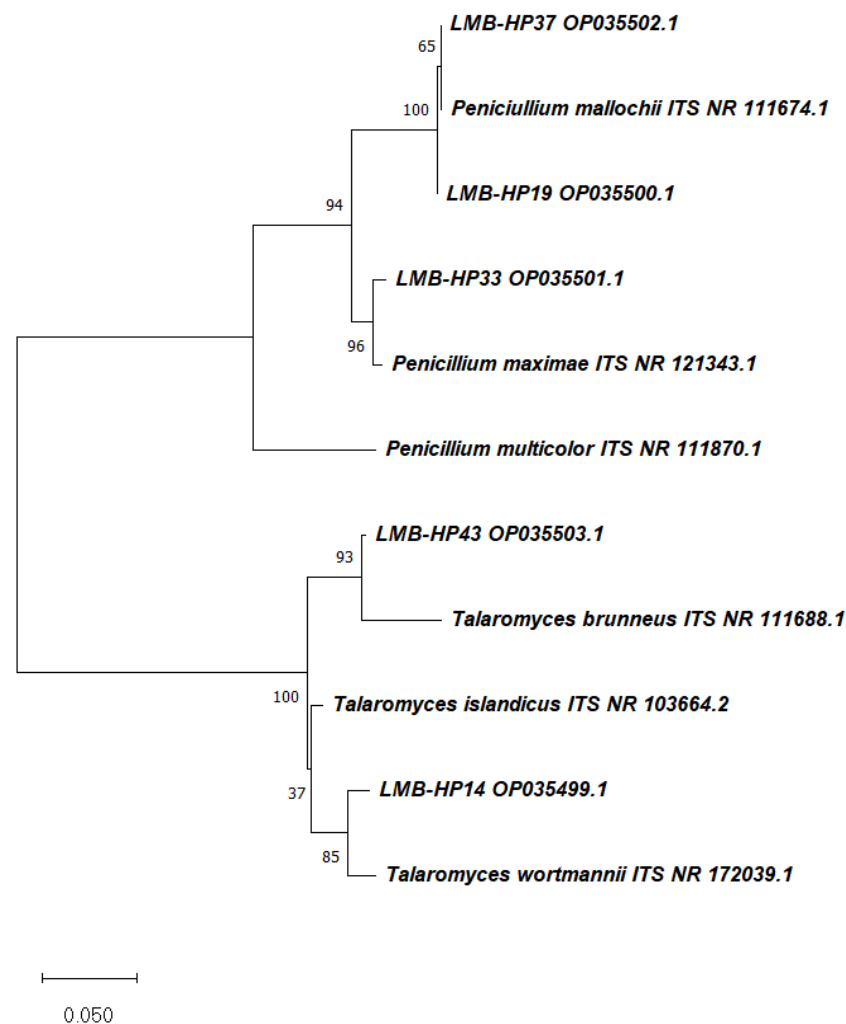 LMB-HP37 OP035502.1
65
Peniciullium mallochii ITS NR 111674.1
100
LMB-HP19 OP035500.1
94
LMB-HP33 OP035501.1
96
Penicillium maximae ITS NR 121343.1
Penicillium multicolor ITS NR 111870.1
LMB-HP43 OP035503.1
93
Talaromyces brunneus ITS NR 111688.1
100
Talaromyces islandicus ITS NR 103664.2
37
LMB-HP14 OP035499.1
85
Talaromyces wortmannii ITS NR 172039.1
0.050